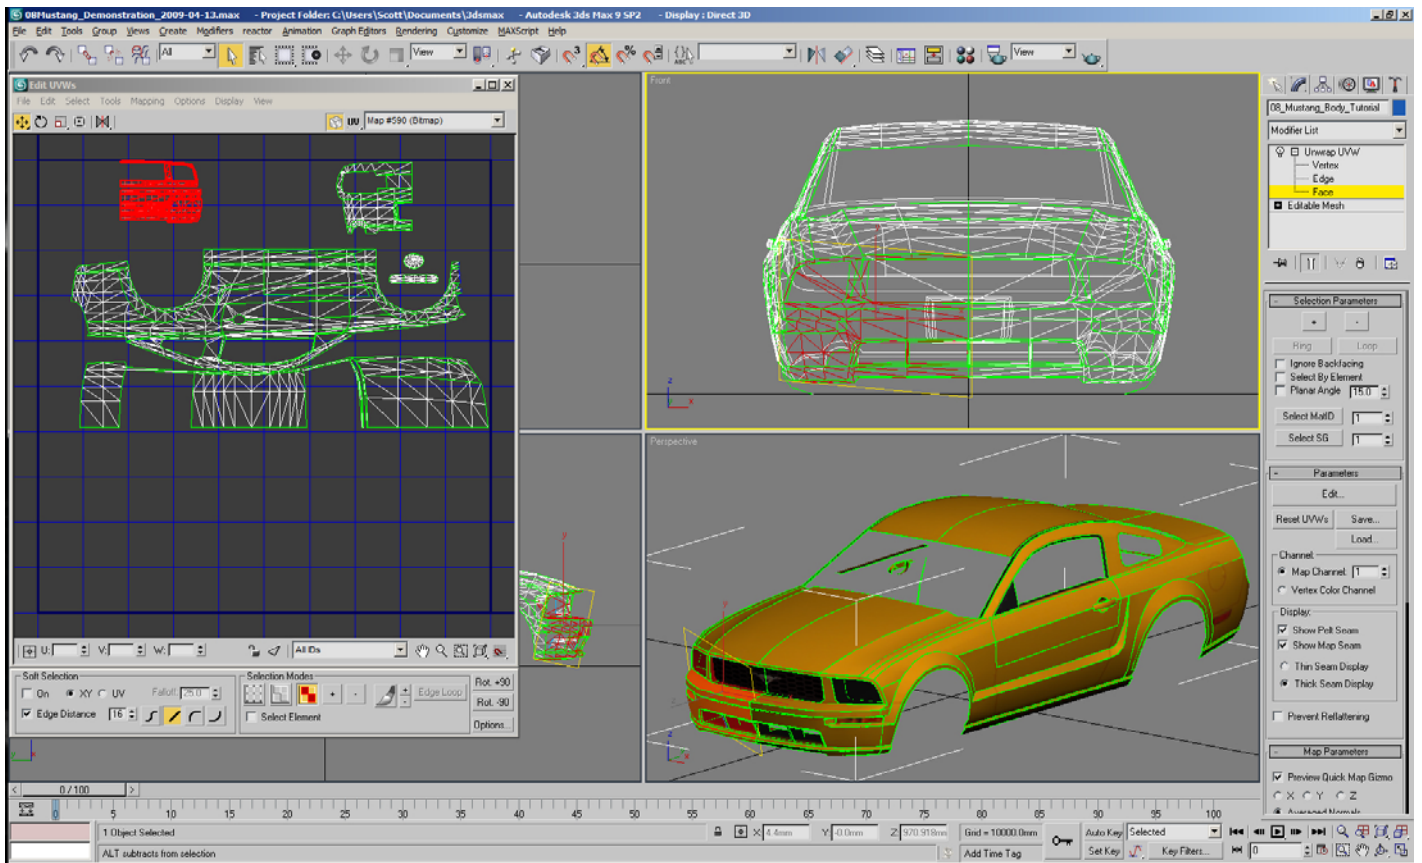 08Mustang_Demonstration_2009-04-13.max - Project Folder: C:\Users\Scott\Documents\3dsmax - Autodesk 3ds Max 9 SP2 - Display : Direct 3D
File Edit Tools Group Views Create Modifiers reactor Animation Graph Editors Rendering Customize MAXScript Help
All View View
Edit UVWs
File Edit Select Tools Mapping Options Display View
UV Map #590 (Bitmap)
U: V: W: All IDs
Soft Selection
On XY UV Falloff: 25.0
Edge Distance 16
Selection Modes
+ - Edge Loop
Select Element
Rot. +90
Rot. -90
Options...
Front
z
x
Perspective
z
x
y
08_Mustang_Body_Tutorial
Modifier List
Unwrap UVW
Vertex
Edge
Face
Editable Mesh
- Selection Parameters
+ -
Ring Loop
Ignore Backfacing
Select By Element
Planar Angle 15.0
Select MatID 1
Select SG 1
- Parameters
Edit...
Reset UVWs Save...
Load...
Channel:
Map Channel: 1
Vertex Color Channel
Display:
Show Pelt Seam
Show Map Seam
Thin Seam Display
Thick Seam Display
Prevent Reflattening
- Map Parameters
Preview Quick Map Gizmo
X Y Z
Averaged Normals
< 0 / 100 >
0 5 10 15 20 25 30 35 40 45 50 55 60 65 70 75 80 85 90 95 100
1 Object Selected X 4.4mm Y -0.0mm Z 970.918mm Grid = 10000.0mm Auto Key Selected
ALT subtracts from selection Add Time Tag Set Key Key Filters... 0